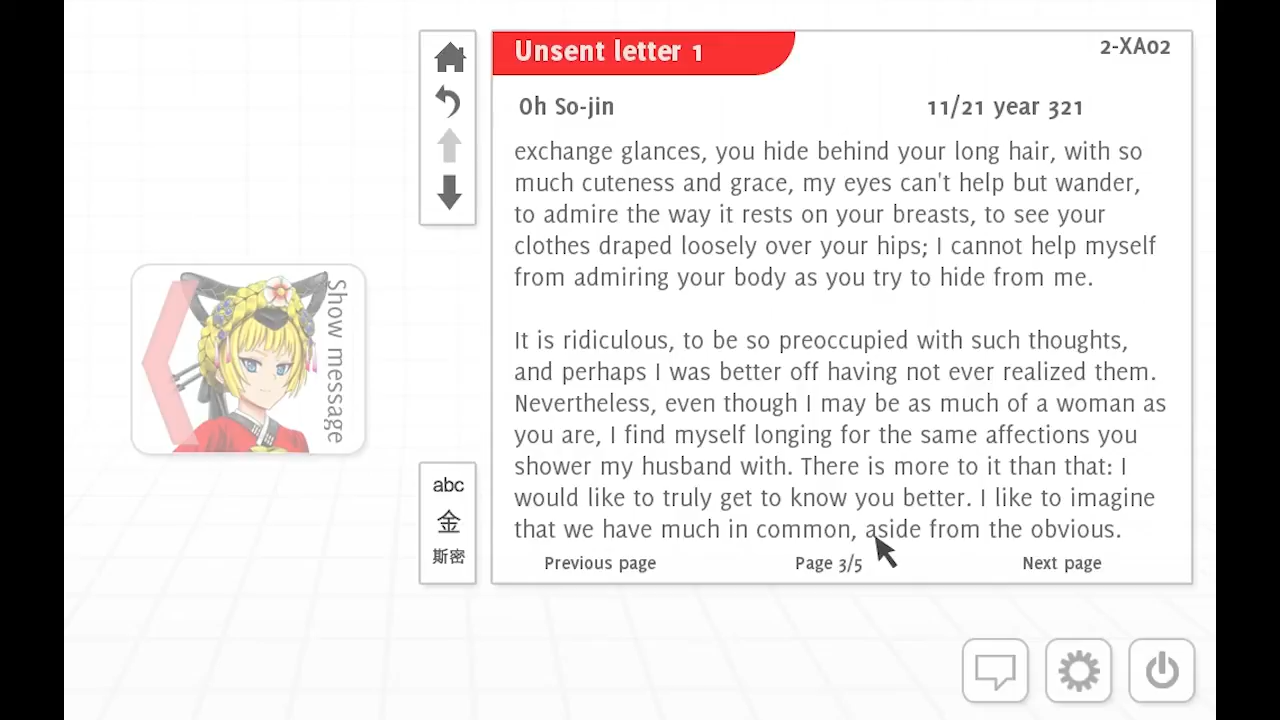 Unsent letter 1
2-XA02
Oh So-jin
11/21 year 321
exchange glances, you hide behind your long hair, with so
much cuteness and grace, my eyes can't help but wander,
to admire the way it rests on your breasts, to see your
clothes draped loosely over your hips; I cannot help myself
from admiring your body as you try to hide from me.
It is ridiculous, to be so preoccupied with such thoughts,
and perhaps I was better off having not ever realized them.
Nevertheless, even though I may be as much of a woman as
you are, I find myself longing for the same affections you
shower my husband with. There is more to it than that: I
would like to truly get to know you better. I like to imagine
that we have much in common, aside from the obvious.
Previous page
Page 3/5
Next page
Show message
abc
金
斯密